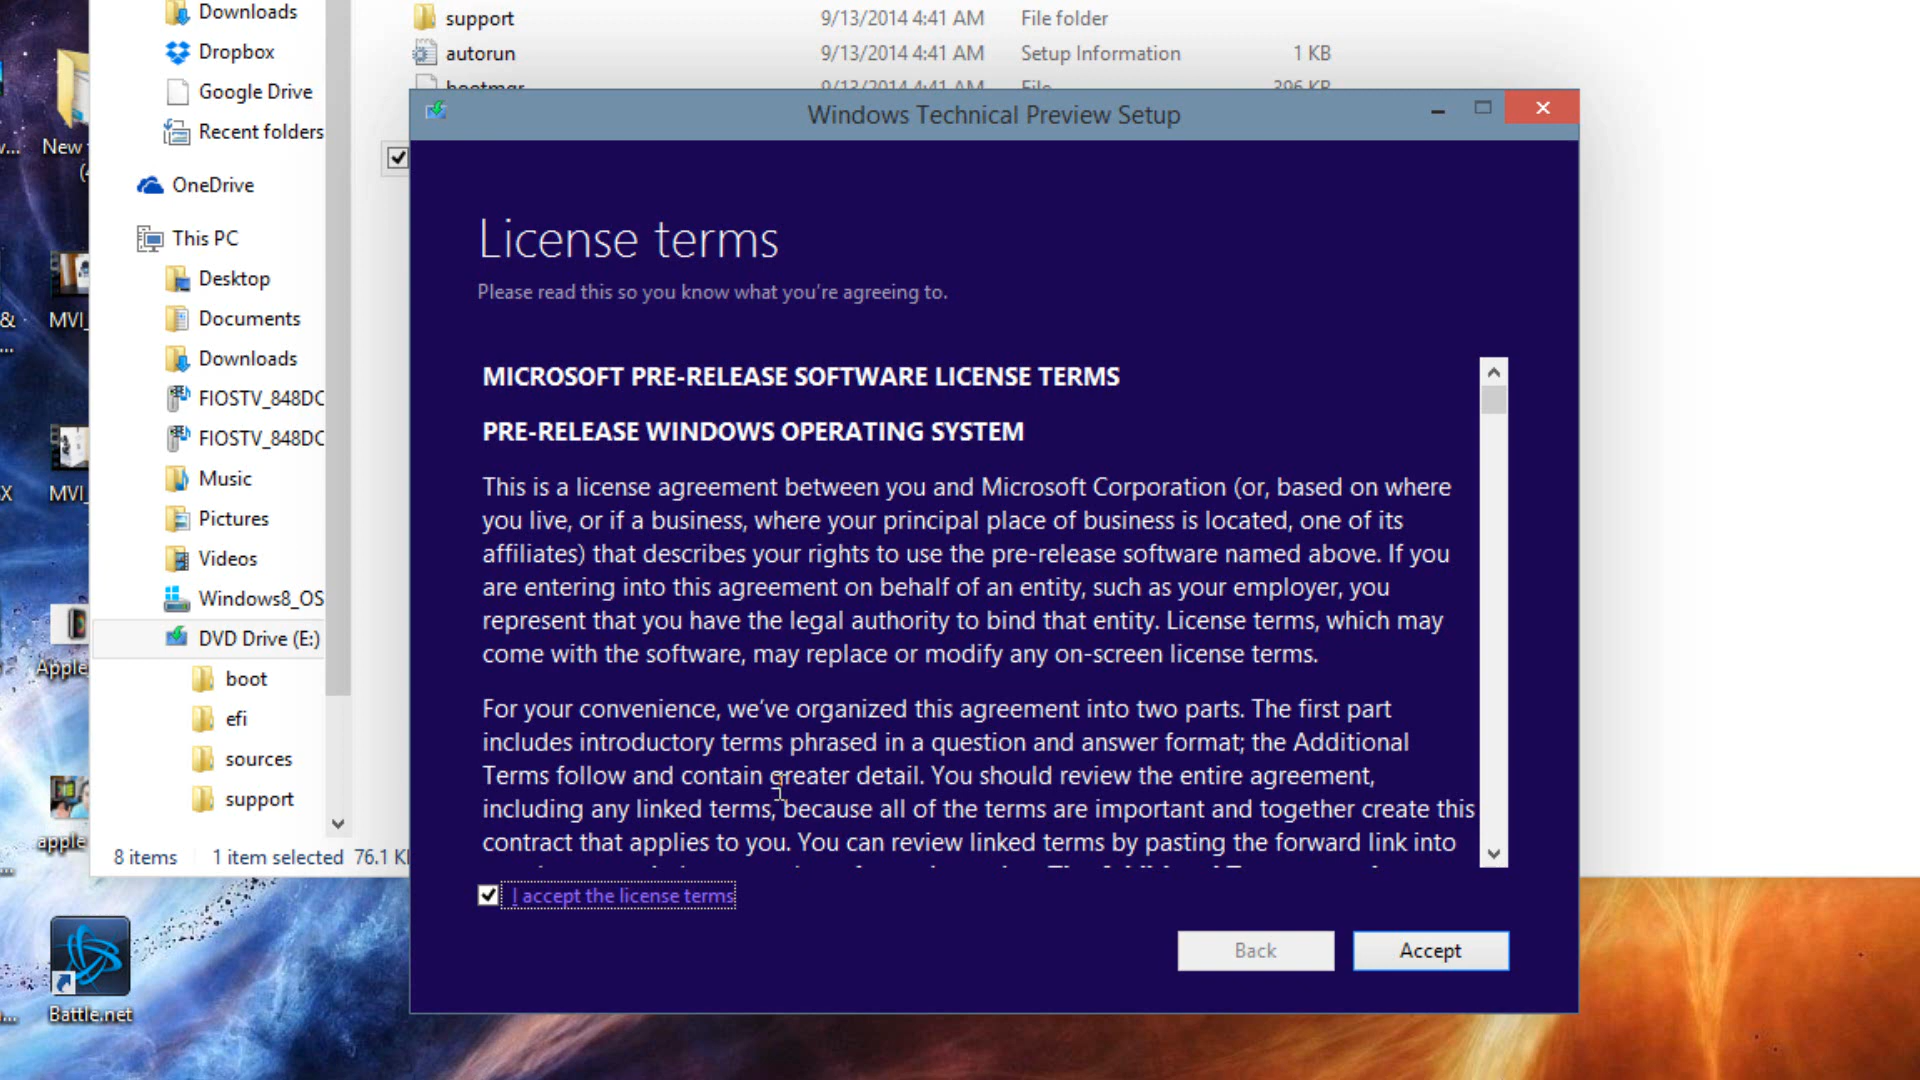 Downloads
Dropbox
Google Drive
Recent folders
OneDrive
This PC
Desktop
Documents
Downloads
FIOSTV_848DC
FIOSTV_848DC
Music
Pictures
Videos
Windows8_OS
DVD Drive (E:)
boot
efi
sources
support
8 items 1 item selected 76.1 K
support 9/13/2014 4:41 AM File folder
autorun 9/13/2014 4:41 AM Setup Information 1 KB
bootmgr 9/13/2014 4:41 AM File 396 KB
New
MVI_
MVI_
Apple
apple
Battle.net
Windows Technical Preview Setup
License terms
Please read this so you know what you're agreeing to.
MICROSOFT PRE-RELEASE SOFTWARE LICENSE TERMS
PRE-RELEASE WINDOWS OPERATING SYSTEM
This is a license agreement between you and Microsoft Corporation (or, based on where
you live, or if a business, where your principal place of business is located, one of its
affiliates) that describes your rights to use the pre-release software named above. If you
are entering into this agreement on behalf of an entity, such as your employer, you
represent that you have the legal authority to bind that entity. License terms, which may
come with the software, may replace or modify any on-screen license terms.
For your convenience, we've organized this agreement into two parts. The first part
includes introductory terms phrased in a question and answer format; the Additional
Terms follow and contain greater detail. You should review the entire agreement,
including any linked terms, because all of the terms are important and together create this
contract that applies to you. You can review linked terms by pasting the forward link into
I accept the license terms
Back
Accept